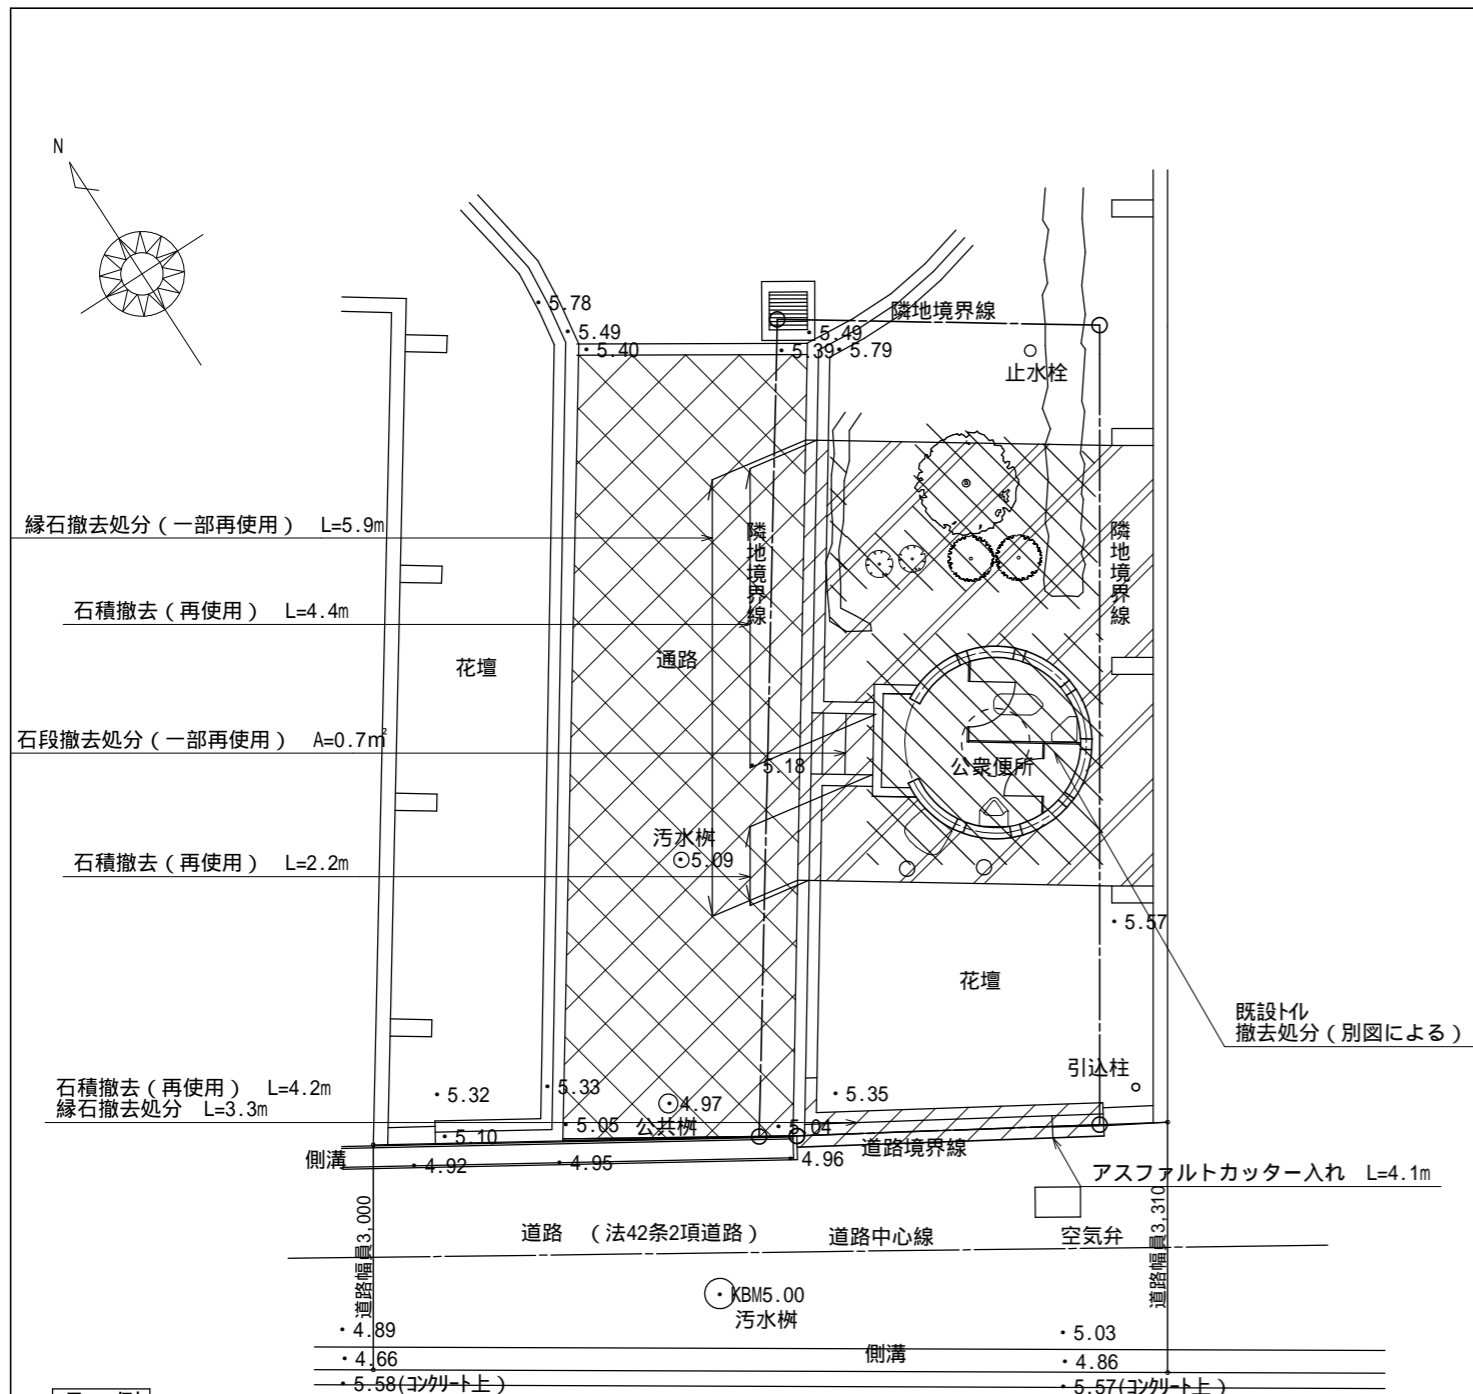 N
5.78
隣地境界線
5.49
5.49
5.40
5.39
5.79
止水栓
縁石撤去処分（一部再使用） L=5.9m
隣地境界線
隣地境界線
石積撤去（再使用） L=4.4m
花壇
通路
石段撤去処分（一部再使用） A=0.7㎡
5.18
公衆便所
汚水桝
5.09
石積撤去（再使用） L=2.2m
5.57
花壇
既設ﾄｲﾚ
撤去処分（別図による）
引込柱
石積撤去（再使用） L=4.2m
縁石撤去処分 L=3.3m
5.32
5.33
4.97
5.35
公共桝
5.05
5.04
5.10
道路境界線
側溝
4.92
4.95
4.96
アスファルトカッター入れ L=4.1m
道路幅員3,000
道路 （法42条2項道路）
道路中心線
空気弁
道路幅員3,310
KBM5.00
汚水桝
4.89
5.03
側溝
4.66
4.86
5.58(ｺﾝｸﾘｰﾄ上)
5.57(ｺﾝｸﾘｰﾄ上)